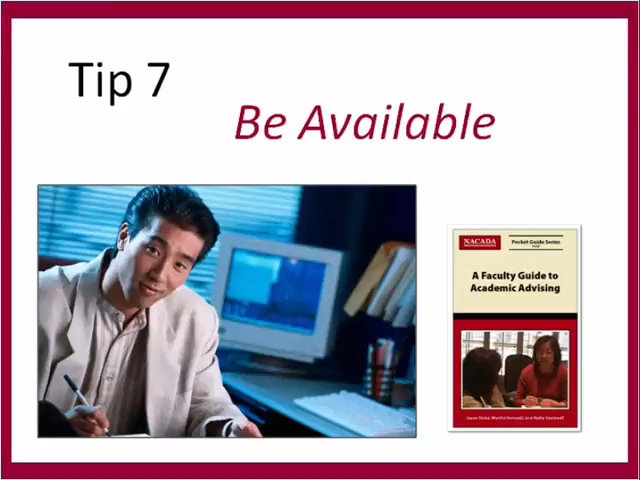 Tip 7
Be Available
NACADA
Pocket Guide Series
A Faculty Guide to
Academic Advising